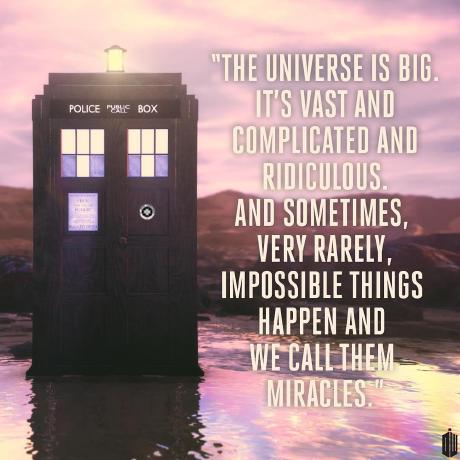 POLICE PUBLIC CALL BOX
"THE UNIVERSE IS BIG.
IT'S VAST AND
COMPLICATED AND
RIDICULOUS.
AND SOMETIMES,
VERY RARELY,
IMPOSSIBLE THINGS
HAPPEN AND
WE CALL THEM
MIRACLES."